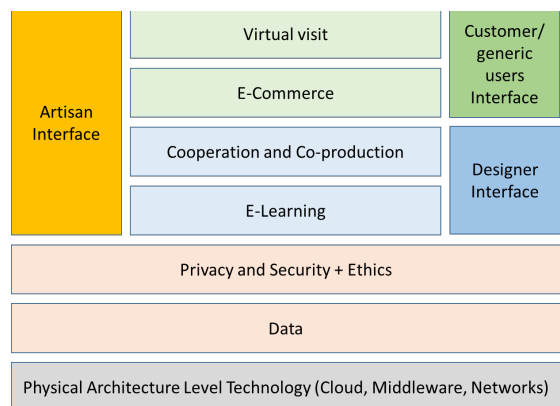 Virtual visit
Customer/
generic
users
Interface
E-Commerce
Artisan
Interface
Cooperation and Co-production
Designer
Interface
E-Learning
Privacy and Security + Ethics
Data
Physical Architecture Level Technology (Cloud, Middleware, Networks)